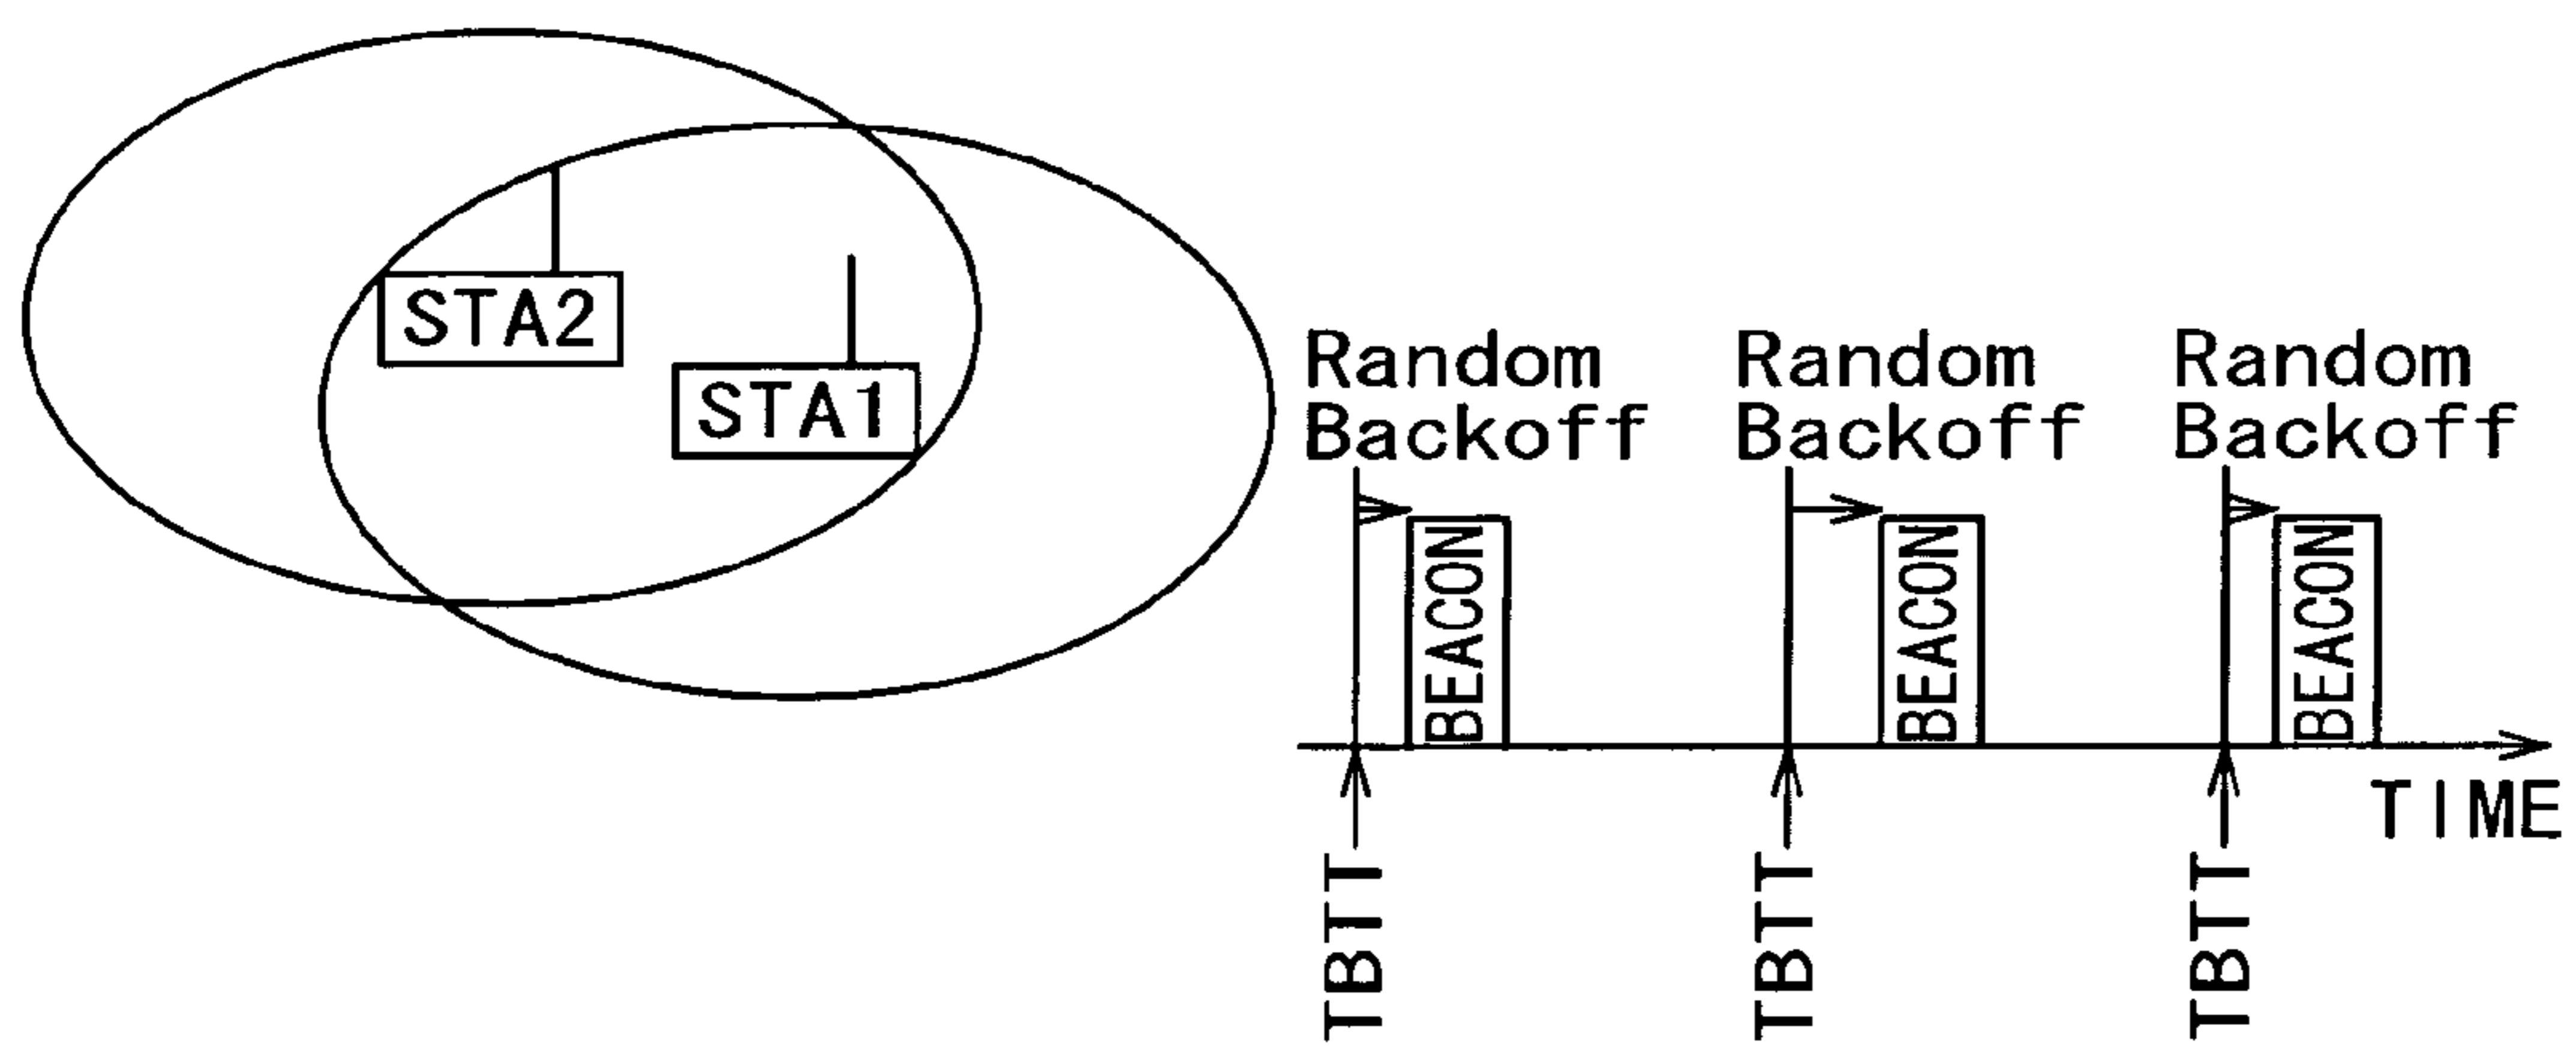 STA2
STA1
Random
Backoff
Random
Backoff
Random
Backoff
BEACON
BEACON
BEACON
TIME
TBTT
TBTT
TBTT